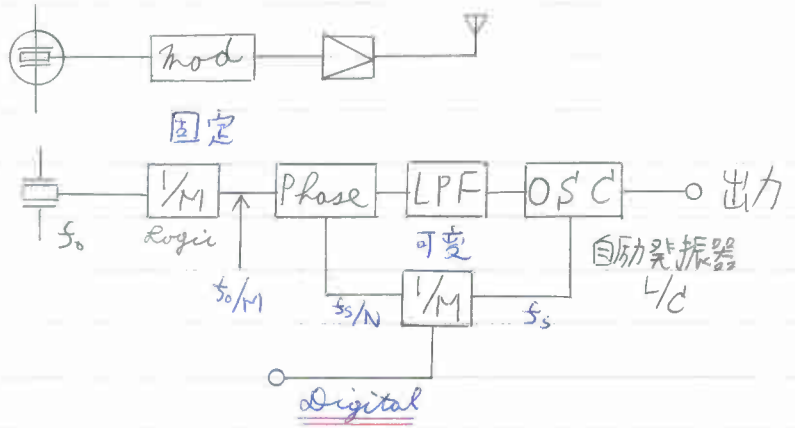 mod
固定
1/M
Phase
LPF
OSC
出力
f₀
Logic
可変
自励発振器
L/C
f₀/M
fs/N
1/M
fs
Digital